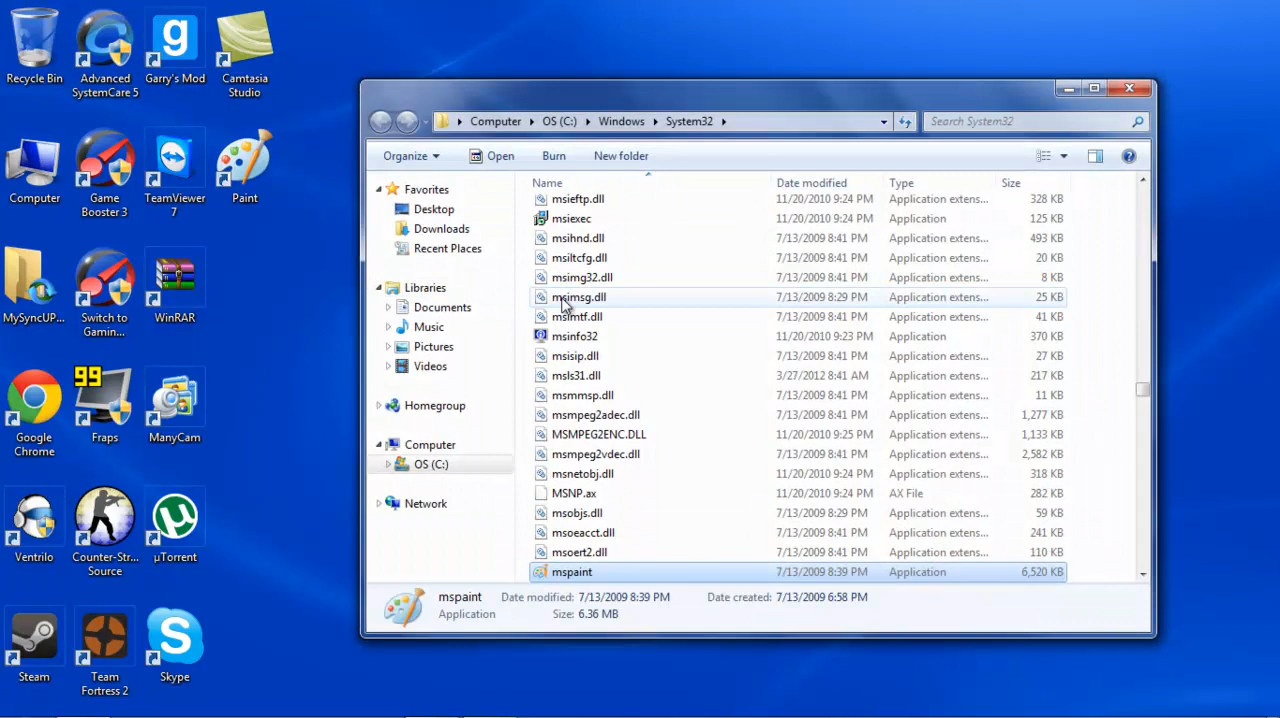 Recycle Bin
Advanced
SystemCare 5
g
Garry's Mod
Camtasia
Studio
Computer
Game
Booster 3
TeamViewer
7
Paint
MySyncUP...
Switch to
Gamin...
WinRAR
Google
Chrome
99
Fraps
ManyCam
Ventrilo
Counter-Str...
Source
µTorrent
Steam
Team
Fortress 2
Skype
Computer OS (C:) Windows System32
Search System32
Organize Open Burn New folder
Favorites
Desktop
Downloads
Recent Places
Libraries
Documents
Music
Pictures
Videos
Homegroup
Computer
OS (C:)
Network
Name Date modified Type Size
msieftp.dll 11/20/2010 9:24 PM Application extens... 328 KB
msiexec 11/20/2010 9:24 PM Application 125 KB
msihnd.dll 7/13/2009 8:41 PM Application extens... 493 KB
msiltcfg.dll 7/13/2009 8:41 PM Application extens... 20 KB
msimg32.dll 7/13/2009 8:41 PM Application extens... 8 KB
msimsg.dll 7/13/2009 8:29 PM Application extens... 25 KB
msimtf.dll 7/13/2009 8:41 PM Application extens... 41 KB
msinfo32 11/20/2010 9:23 PM Application 370 KB
msisip.dll 7/13/2009 8:41 PM Application extens... 27 KB
msls31.dll 3/27/2012 8:41 AM Application extens... 217 KB
msmmsp.dll 7/13/2009 8:41 PM Application extens... 11 KB
msmpeg2adec.dll 7/13/2009 8:41 PM Application extens... 1,277 KB
MSMPEG2ENC.DLL 11/20/2010 9:25 PM Application extens... 1,133 KB
msmpeg2vdec.dll 7/13/2009 8:41 PM Application extens... 2,582 KB
msnetobj.dll 11/20/2010 9:24 PM Application extens... 318 KB
MSNP.ax 11/20/2010 9:24 PM AX File 282 KB
msobjs.dll 7/13/2009 8:29 PM Application extens... 59 KB
msoeacct.dll 7/13/2009 8:41 PM Application extens... 241 KB
msoert2.dll 7/13/2009 8:41 PM Application extens... 110 KB
mspaint 7/13/2009 8:39 PM Application 6,520 KB
mspaint Date modified: 7/13/2009 8:39 PM Date created: 7/13/2009 6:58 PM
Application Size: 6.36 MB